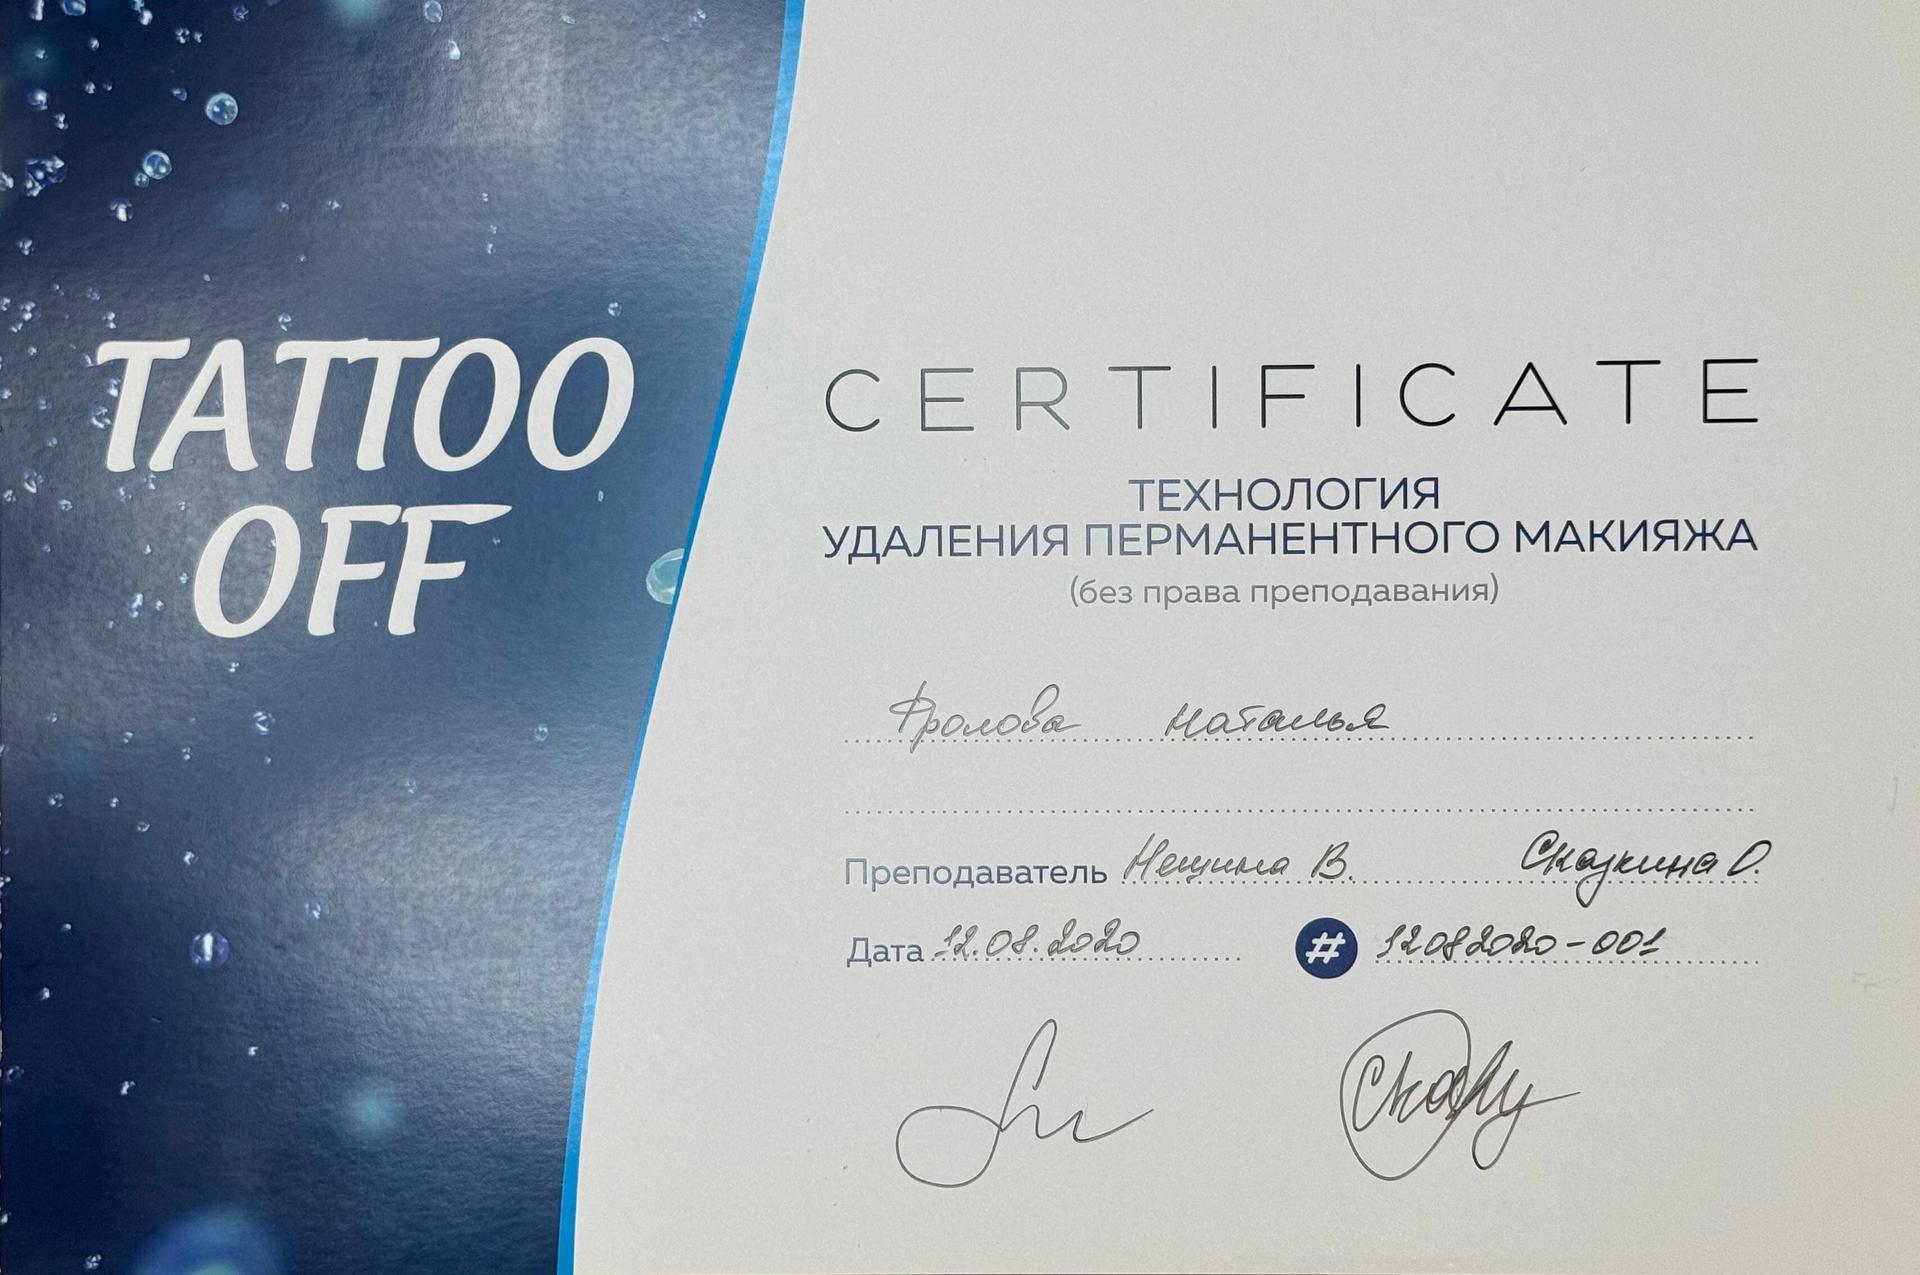 TATTOO
OFF
CERTIFICATE
ТЕХНОЛОГИЯ
УДАЛЕНИЯ ПЕРМАНЕНТНОГО МАКИЯЖА
(без права преподавания)
Фролова Наталья
Преподаватель Нещина В. Скажкина О.
Дата 12.08.2020 # 12082020-001